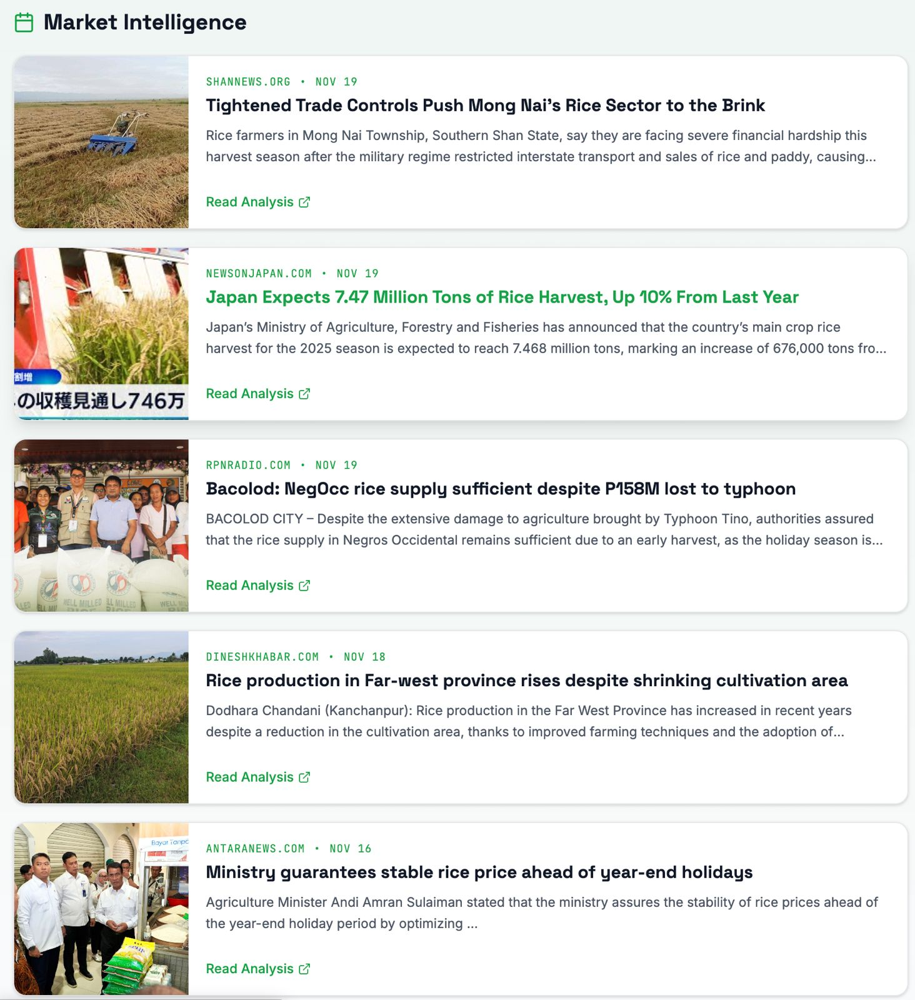 Market Intelligence
SHANNEWS.ORG • NOV 19
Tightened Trade Controls Push Mong Nai's Rice Sector to the Brink
Rice farmers in Mong Nai Township, Southern Shan State, say they are facing severe financial hardship this
harvest season after the military regime restricted interstate transport and sales of rice and paddy, causing...
Read Analysis
NEWSONJAPAN.COM • NOV 19
Japan Expects 7.47 Million Tons of Rice Harvest, Up 10% From Last Year
Japan's Ministry of Agriculture, Forestry and Fisheries has announced that the country's main crop rice
harvest for the 2025 season is expected to reach 7.468 million tons, marking an increase of 676,000 tons fro...
割増
の収穫見通し746万
Read Analysis
RPNRADIO.COM • NOV 19
Bacolod: NegOcc rice supply sufficient despite P158M lost to typhoon
BACOLOD CITY – Despite the extensive damage to agriculture brought by Typhoon Tino, authorities assured
that the rice supply in Negros Occidental remains sufficient due to an early harvest, as the holiday season is...
WELL MILLED
RICE
Read Analysis
DINESHKHABAR.COM • NOV 18
Rice production in Far-west province rises despite shrinking cultivation area
Dodhara Chandani (Kanchanpur): Rice production in the Far West Province has increased in recent years
despite a reduction in the cultivation area, thanks to improved farming techniques and the adoption of...
Read Analysis
Bayar Tanpa
ANTARANEWS.COM • NOV 16
Ministry guarantees stable rice price ahead of year-end holidays
Agriculture Minister Andi Amran Sulaiman stated that the ministry assures the stability of rice prices ahead of
the year-end holiday period by optimizing ...
Read Analysis